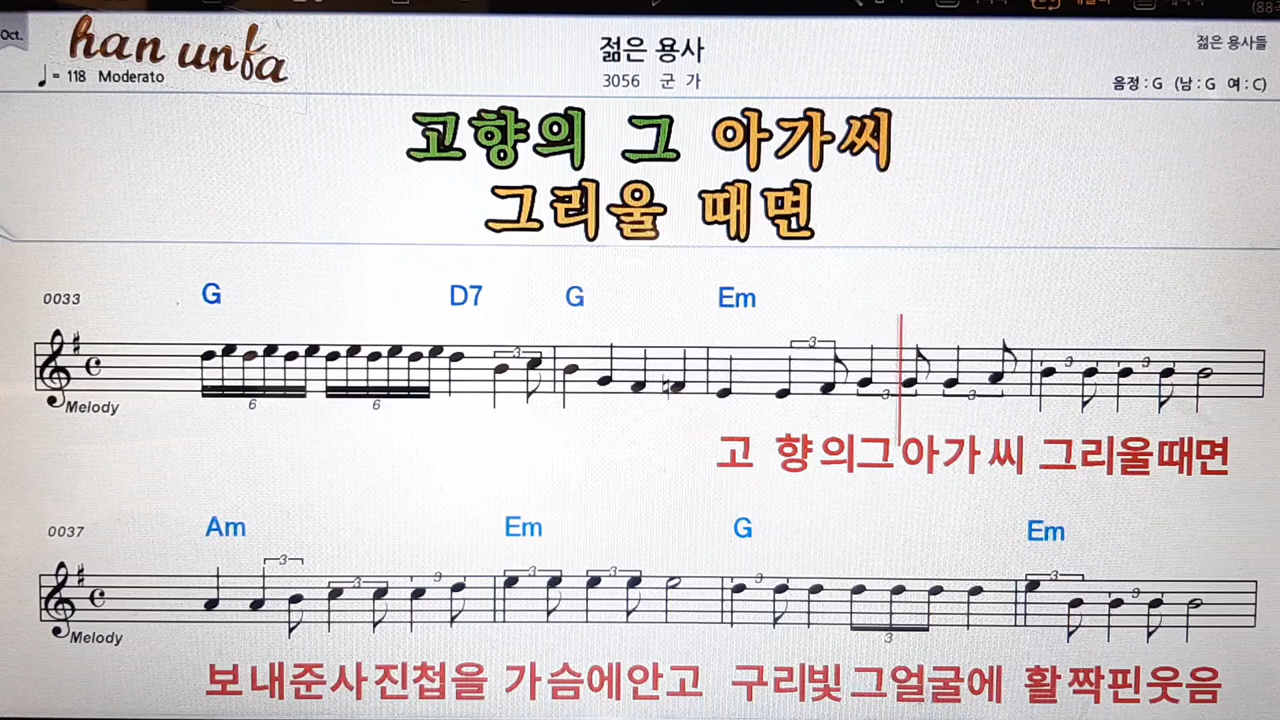 Oct.
han unfa
젊은 용사
젊은 용사들
♩= 118 Moderato
3056 군 가
음정 : G (남 : G 여 : C)
고향의 그 아가씨
그리울 때면
0033
G D7 G Em
3 3 3 3 3 3
6 6
Melody
고 향의그아가씨 그리울때면
0037
Am Em G Em
3 3 3 3 3 3 3 3 3
Melody
보내준사진첩을 가슴에안고 구리빛그얼굴에 활짝핀웃음